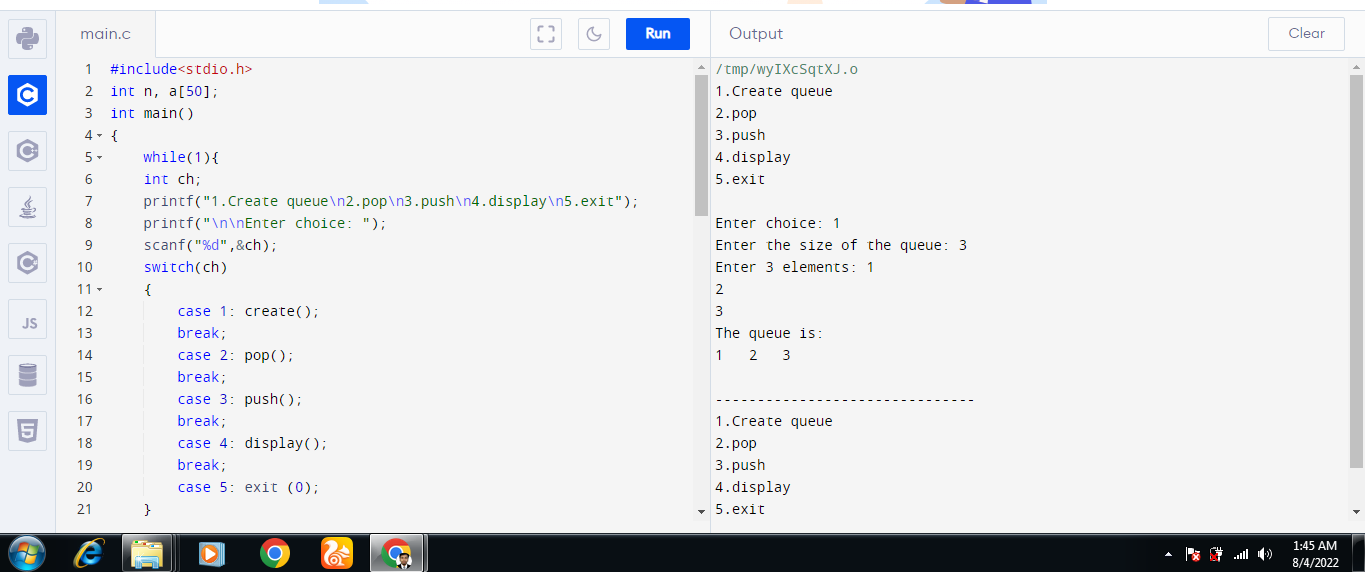 main.c
Run
Output
Clear
JS
1 #include<stdio.h>
2 int n, a[50];
3 int main()
4 {
5 while(1){
6 int ch;
7 printf("1.Create queue\n2.pop\n3.push\n4.display\n5.exit");
8 printf("\n\nEnter choice: ");
9 scanf("%d",&ch);
10 switch(ch)
11 {
12 case 1: create();
13 break;
14 case 2: pop();
15 break;
16 case 3: push();
17 break;
18 case 4: display();
19 break;
20 case 5: exit (0);
21 }
/tmp/wyIXcSqtXJ.o
1.Create queue
2.pop
3.push
4.display
5.exit
Enter choice: 1
Enter the size of the queue: 3
Enter 3 elements: 1
2
3
The queue is:
1 2 3
-------------------------------
1.Create queue
2.pop
3.push
4.display
5.exit
1:45 AM
8/4/2022